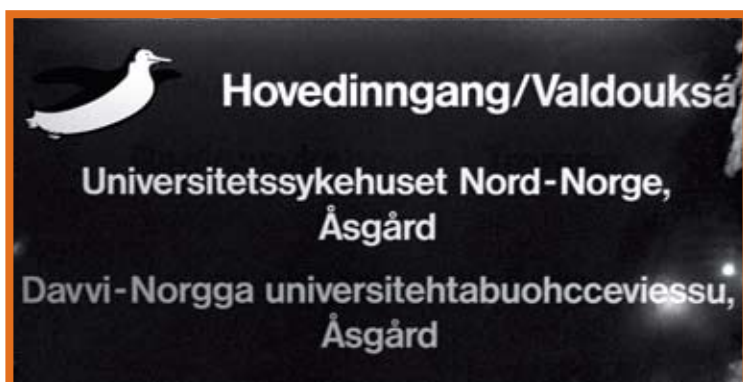 Hovedinngang/Valdouksá
Universitetssykehuset Nord-Norge,
Åsgård
Davvi-Norgga universitehtabuohcceviessu,
Åsgård